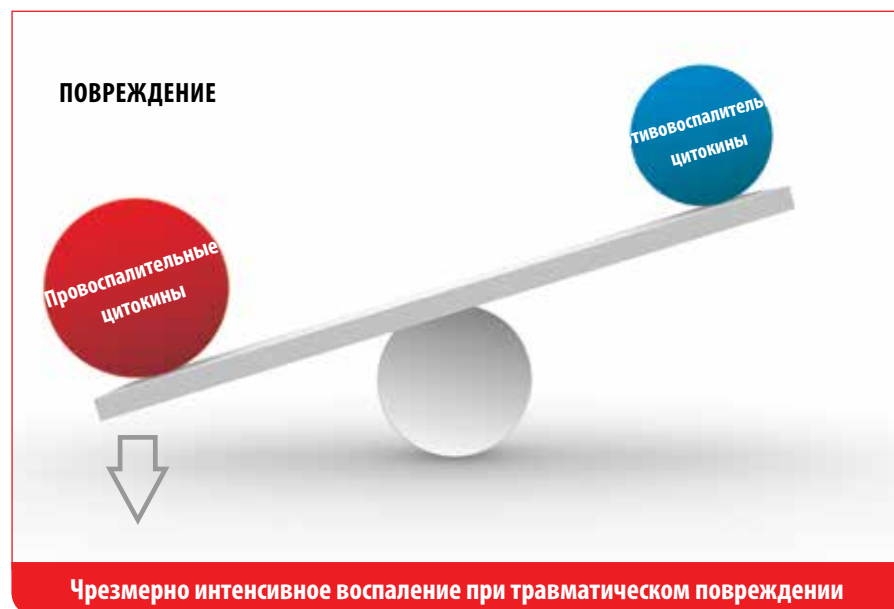 ПОВРЕЖДЕНИЕ
тивовоспалитель
цитокины
Провоспалительные
цитокины
Чрезмерно интенсивное воспаление при травматическом повреждении